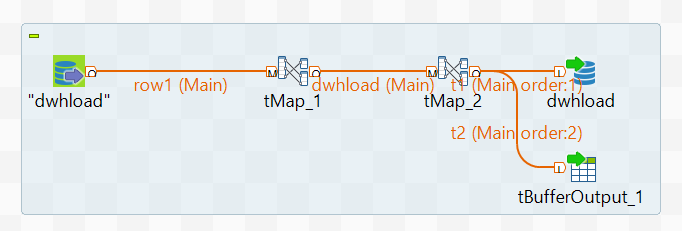 row1 (Main)
dwhload (Main)
t1 (Main order:1)
"dwhload"
tMap_1
tMap_2
dwhload
t2 (Main order:2)
tBufferOutput_1